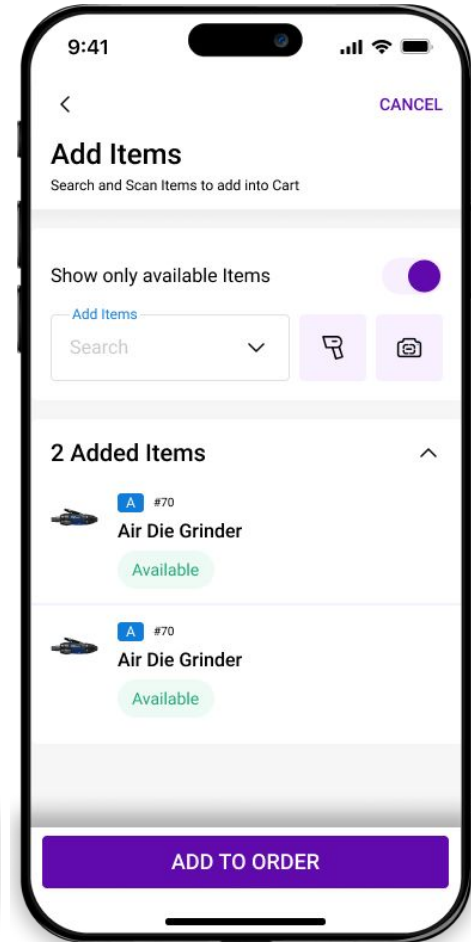 9:41
CANCEL
Add Items
Search and Scan Items to add into Cart
Show only available Items
Add Items
Search
2 Added Items
A #70
Air Die Grinder
Available
A #70
Air Die Grinder
Available
ADD TO ORDER